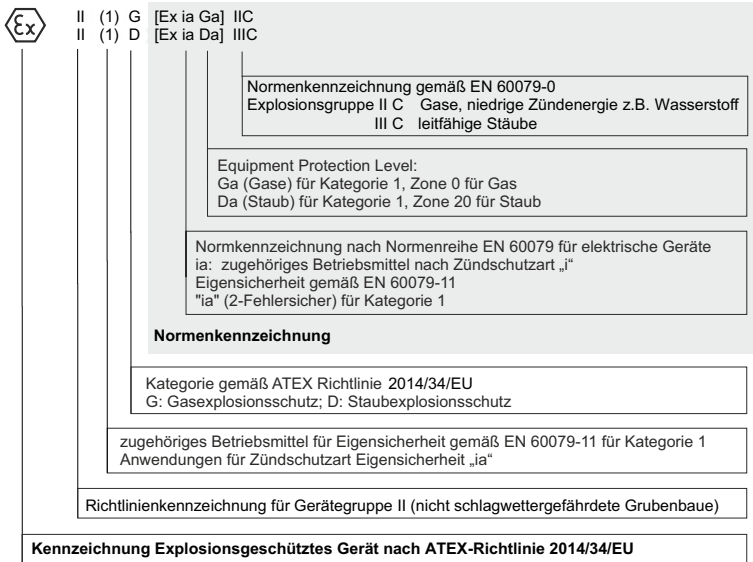 εx II (1) G [Ex ia Ga] IIC
II (1) D [Ex ia Da] IIIC
Normenkennzeichnung gemäß EN 60079-0
Explosionsgruppe II C Gase, niedrige Zündenergie z.B. Wasserstoff
III C leitfähige Stäube
Equipment Protection Level:
Ga (Gase) für Kategorie 1, Zone 0 für Gas
Da (Staub) für Kategorie 1, Zone 20 für Staub
Normkennzeichnung nach Normenreihe EN 60079 für elektrische Geräte
ia: zugehöriges Betriebsmittel nach Zündschutzart „i“
Eigensicherheit gemäß EN 60079-11
"ia" (2-Fehlersicher) für Kategorie 1
Normenkennzeichnung
Kategorie gemäß ATEX Richtlinie 2014/34/EU
G: Gasexplosionsschutz; D: Staubexplosionsschutz
zugehöriges Betriebsmittel für Eigensicherheit gemäß EN 60079-11 für Kategorie 1
Anwendungen für Zündschutzart Eigensicherheit „ia“
Richtlinienkennzeichnung für Gerätegruppe II (nicht schlagwettergefährdete Grubenbaue)
Kennzeichnung Explosionsgeschütztes Gerät nach ATEX-Richtlinie 2014/34/EU